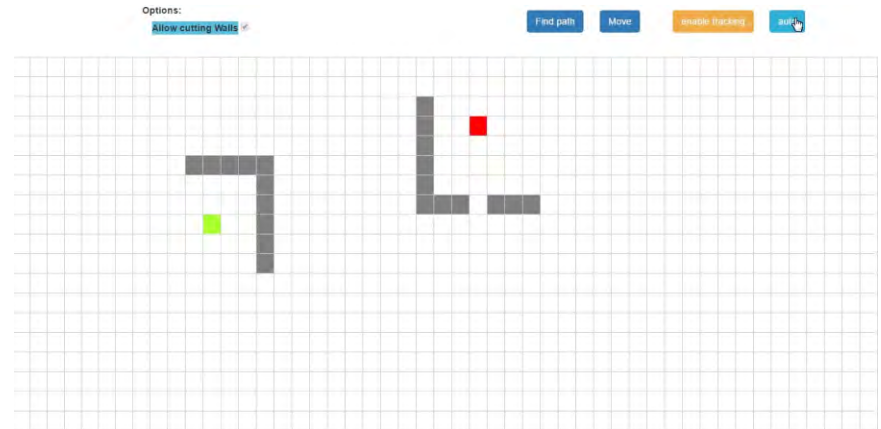 Options:
Allow cutting Walls
Find path
Move
enable tracking